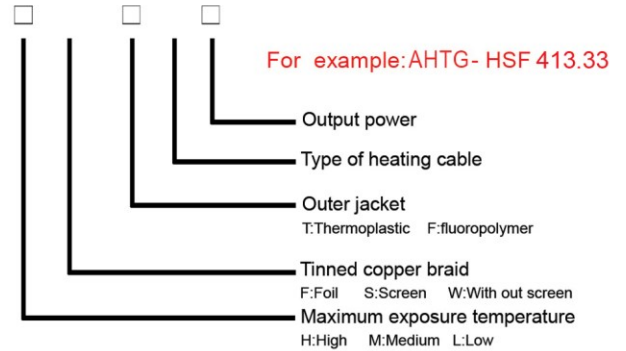 For example:AHTG- HSF 413.33
Output power
Type of heating cable
Outer jacket
T:Thermoplastic F:fluoropolymer
Tinned copper braid
F:Foil S:Screen W:With out screen
Maximum exposure temperature
H:High M:Medium L:Low